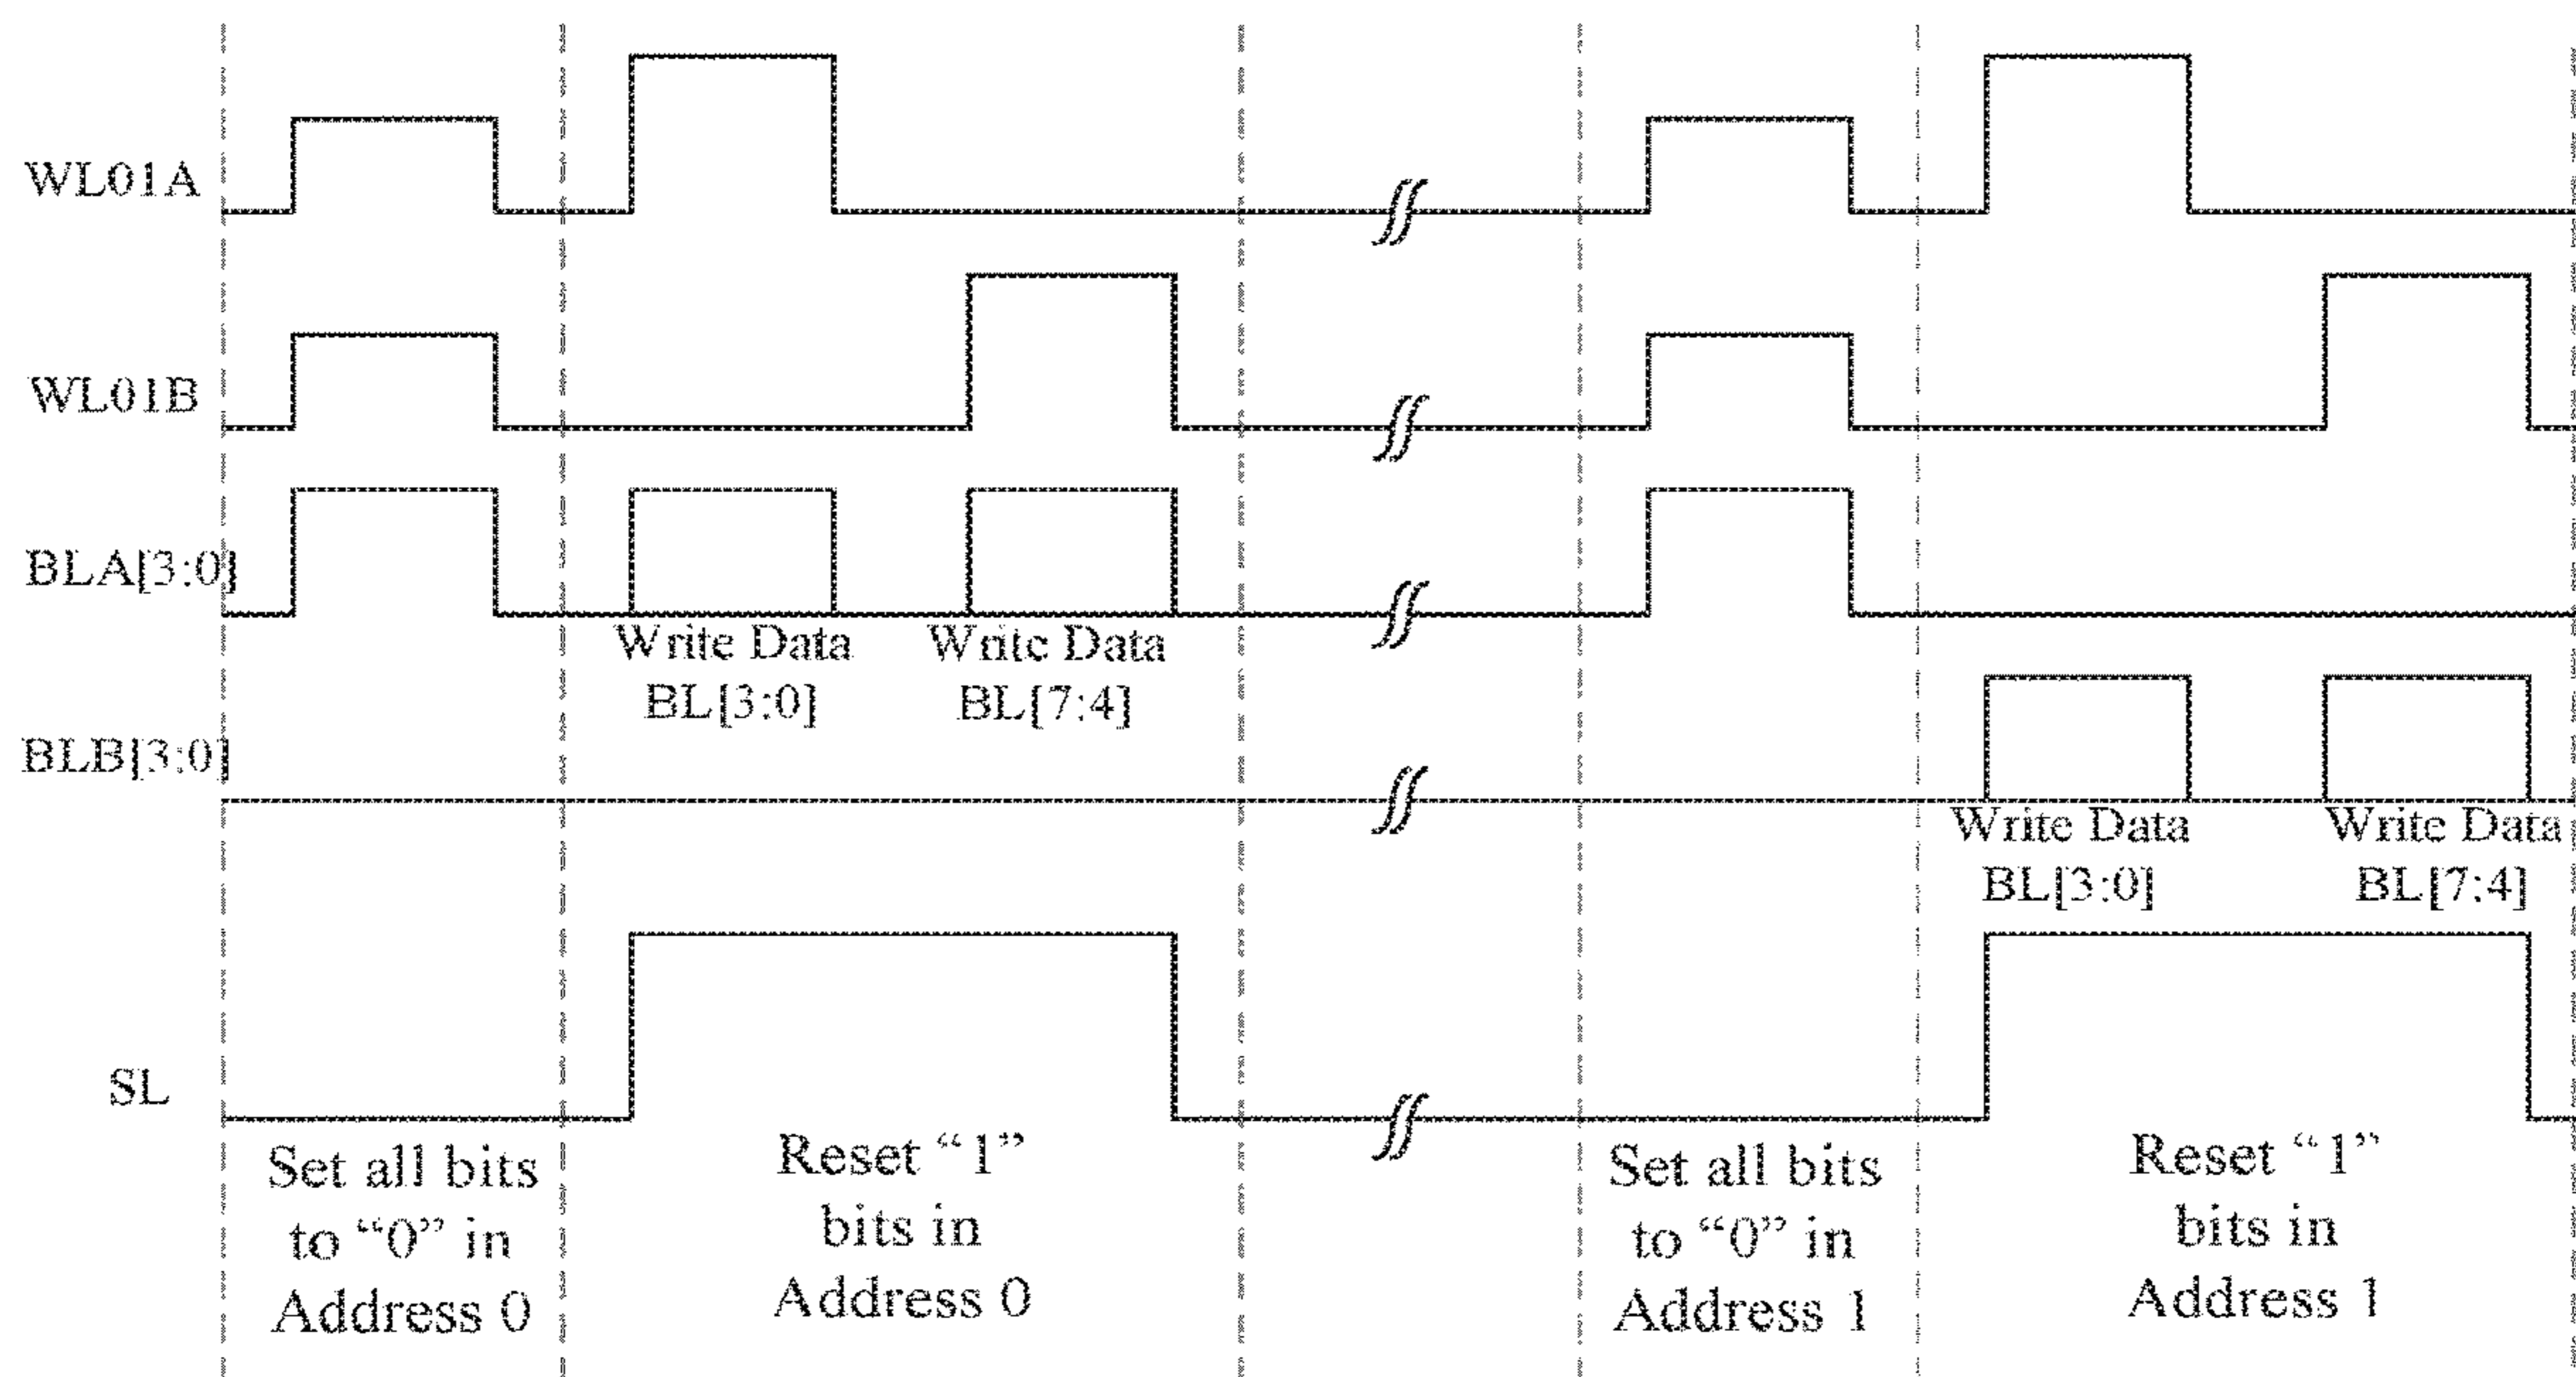 WL01A
WL01B
BLA[3:0]
Write Data
BL[3:0]
Write Data
BL[7:4]
BLB[3:0]
Write Data
BL[3:0]
Write Data
BL[7:4]
SL
Set all bits
to “0” in
Address 0
Reset “1”
bits in
Address 0
Set all bits
to “0” in
Address 1
Reset “1”
bits in
Address 1